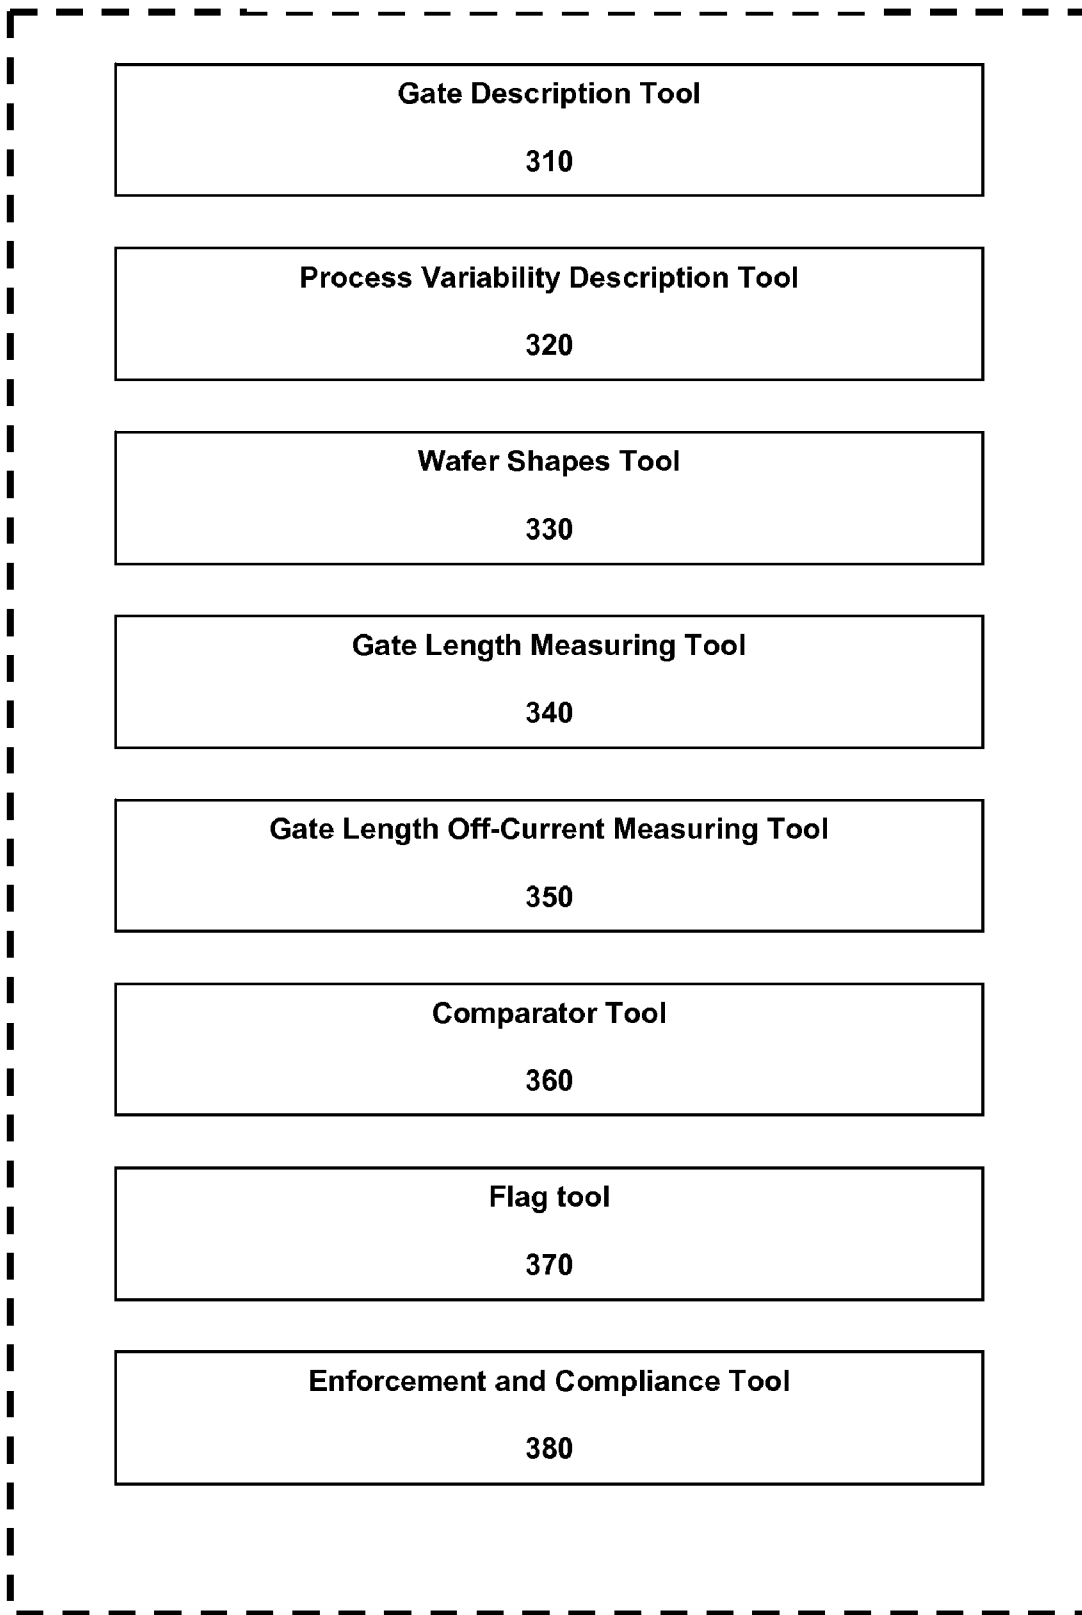 Gate Description Tool
310
Process Variability Description Tool
320
Wafer Shapes Tool
330
Gate Length Measuring Tool
340
Gate Length Off-Current Measuring Tool
350
Comparator Tool
360
Flag tool
370
Enforcement and Compliance Tool
380